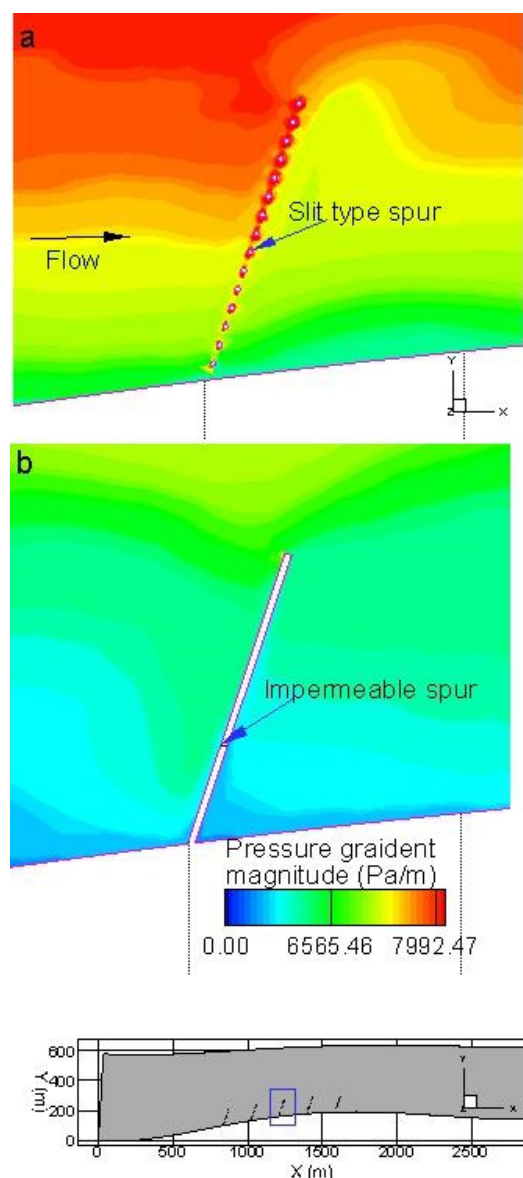 a
Slit type spur
Flow
Y
Z X
b
Impermeable spur
Pressure graident
magnitude (Pa/m)
0.00 6565.46 7992.47
600
400
200
0
Y (m)
Y
Z X
0 500 1000 1500 2000 2500
X (m)